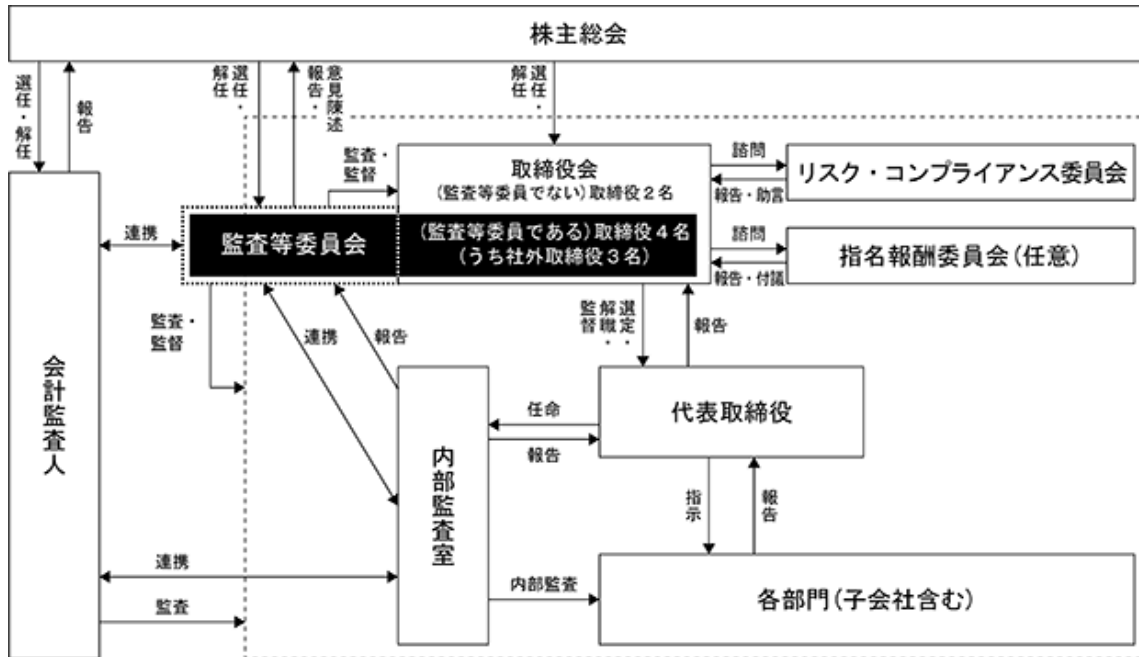 株主総会
選任・解任
報告
選任・
解任
意見陳述
報告・
選任・
解任
監査・
監督
取締役会
(監査等委員でない)取締役2名
諮問
報告・助言
リスク・コンプライアンス委員会
連携
監査等委員会
(監査等委員である)取締役4名
(うち社外取締役3名)
諮問
報告・付議
指名報酬委員会(任意)
監査・
監督
連携
報告
選定・
解職・
監督
報告
会計監査人
内部監査室
任命
報告
代表取締役
指示
報告
連携
監査
内部監査
各部門(子会社含む)